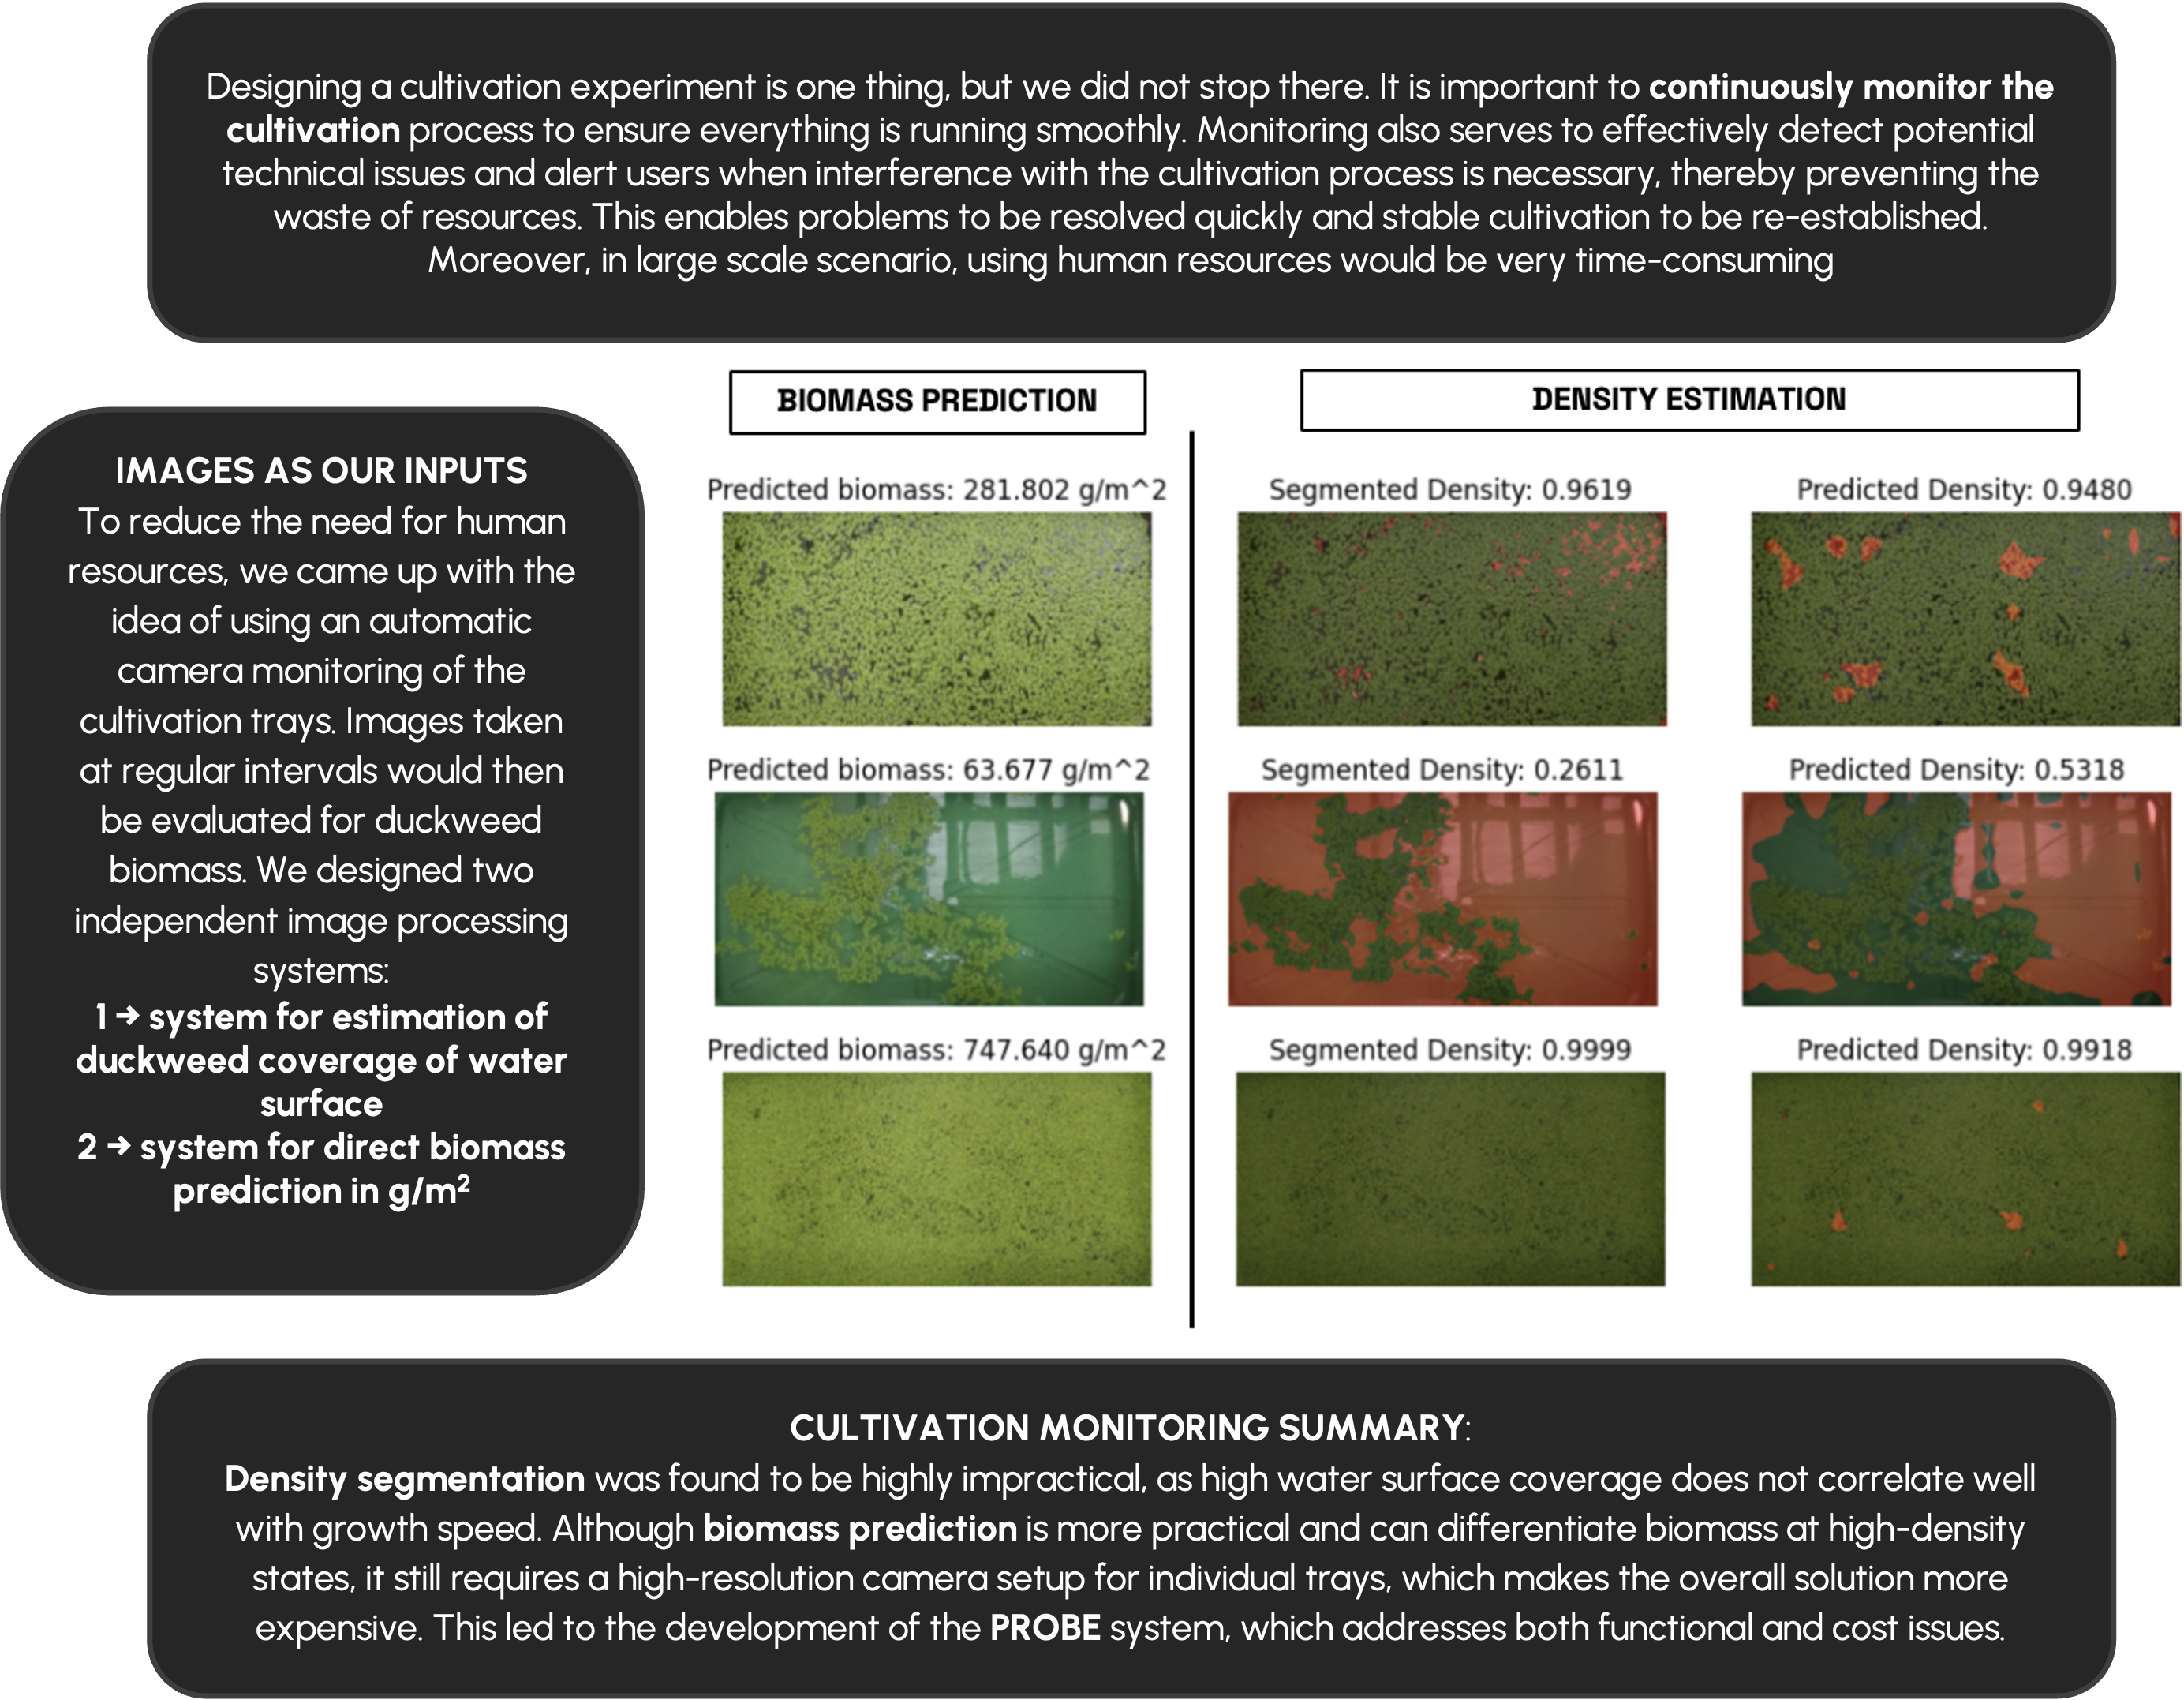 Designing a cultivation experiment is one thing, but we did not stop there. It is important to continuously monitor the
cultivation process to ensure everything is running smoothly. Monitoring also serves to effectively detect potential
technical issues and alert users when interference with the cultivation process is necessary, thereby preventing the
waste of resources. This enables problems to be resolved quickly and stable cultivation to be re-established.
Moreover, in large scale scenario, using human resources would be very time-consuming
IMAGES AS OUR INPUTS
To reduce the need for human
resources, we came up with the
idea of using an automatic
camera monitoring of the
cultivation trays. Images taken
at regular intervals would then
be evaluated for duckweed
biomass. We designed two
independent image processing
systems:
1 → system for estimation of
duckweed coverage of water
surface
2 → system for direct biomass
prediction in g/m²
BIOMASS PREDICTION
DENSITY ESTIMATION
Predicted biomass: 281.802 g/m^2
Segmented Density: 0.9619
Predicted Density: 0.9480
Predicted biomass: 63.677 g/m^2
Segmented Density: 0.2611
Predicted Density: 0.5318
Predicted biomass: 747.640 g/m^2
Segmented Density: 0.9999
Predicted Density: 0.9918
CULTIVATION MONITORING SUMMARY:
Density segmentation was found to be highly impractical, as high water surface coverage does not correlate well
with growth speed. Although biomass prediction is more practical and can differentiate biomass at high-density
states, it still requires a high-resolution camera setup for individual trays, which makes the overall solution more
expensive. This led to the development of the PROBE system, which addresses both functional and cost issues.